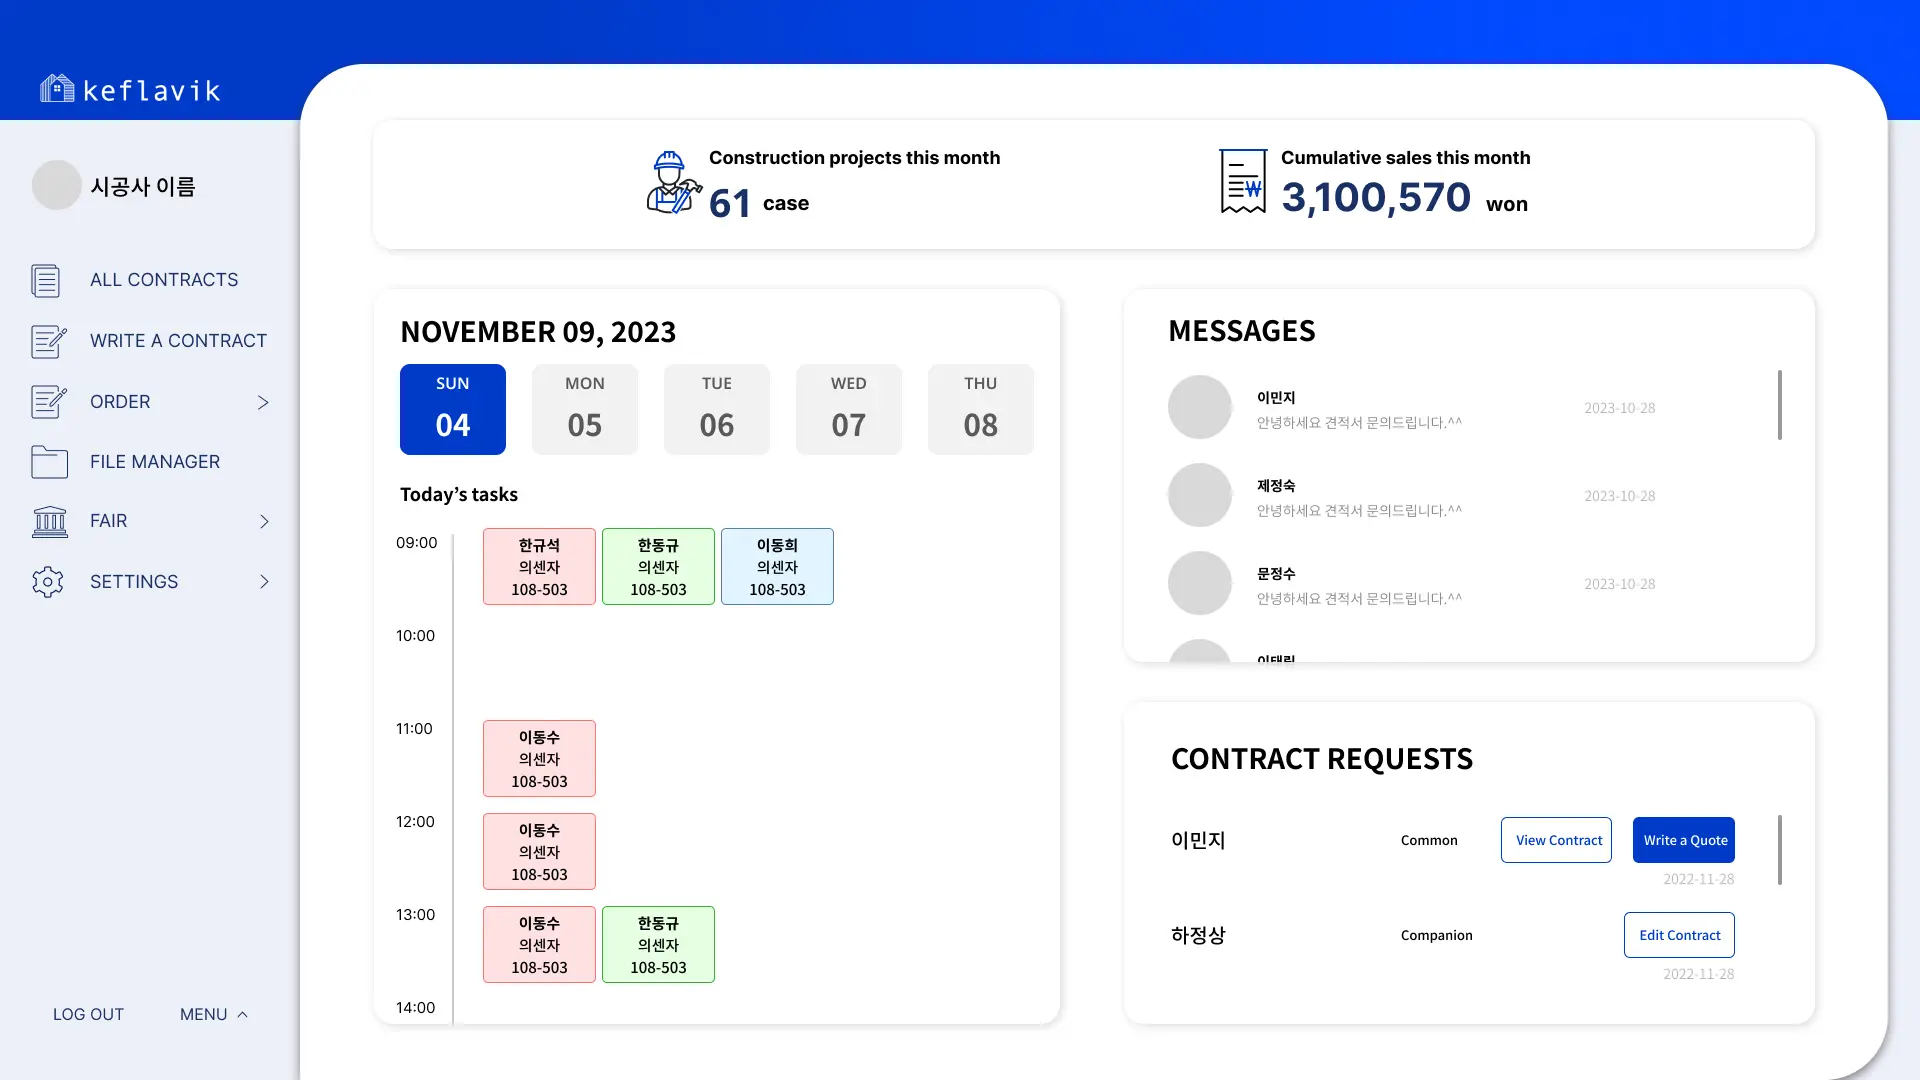 keflavik
시공사 이름
ALL CONTRACTS
WRITE A CONTRACT
ORDER
FILE MANAGER
FAIR
SETTINGS
LOG OUT
MENU
Construction projects this month
61 case
Cumulative sales this month
3,100,570 won
NOVEMBER 09, 2023
SUN
04
MON
05
TUE
06
WED
07
THU
08
Today’s tasks
09:00
한규석
의센자
108-503
한동규
의센자
108-503
이동희
의센자
108-503
10:00
11:00
이동수
의센자
108-503
12:00
이동수
의센자
108-503
13:00
이동수
의센자
108-503
한동규
의센자
108-503
14:00
MESSAGES
이민지
안녕하세요 견적서 문의드립니다.^^
2023-10-28
제정숙
안녕하세요 견적서 문의드립니다.^^
2023-10-28
문정수
안녕하세요 견적서 문의드립니다.^^
2023-10-28
CONTRACT REQUESTS
이민지
Common
View Contract
Write a Quote
2022-11-28
하정상
Companion
Edit Contract
2022-11-28